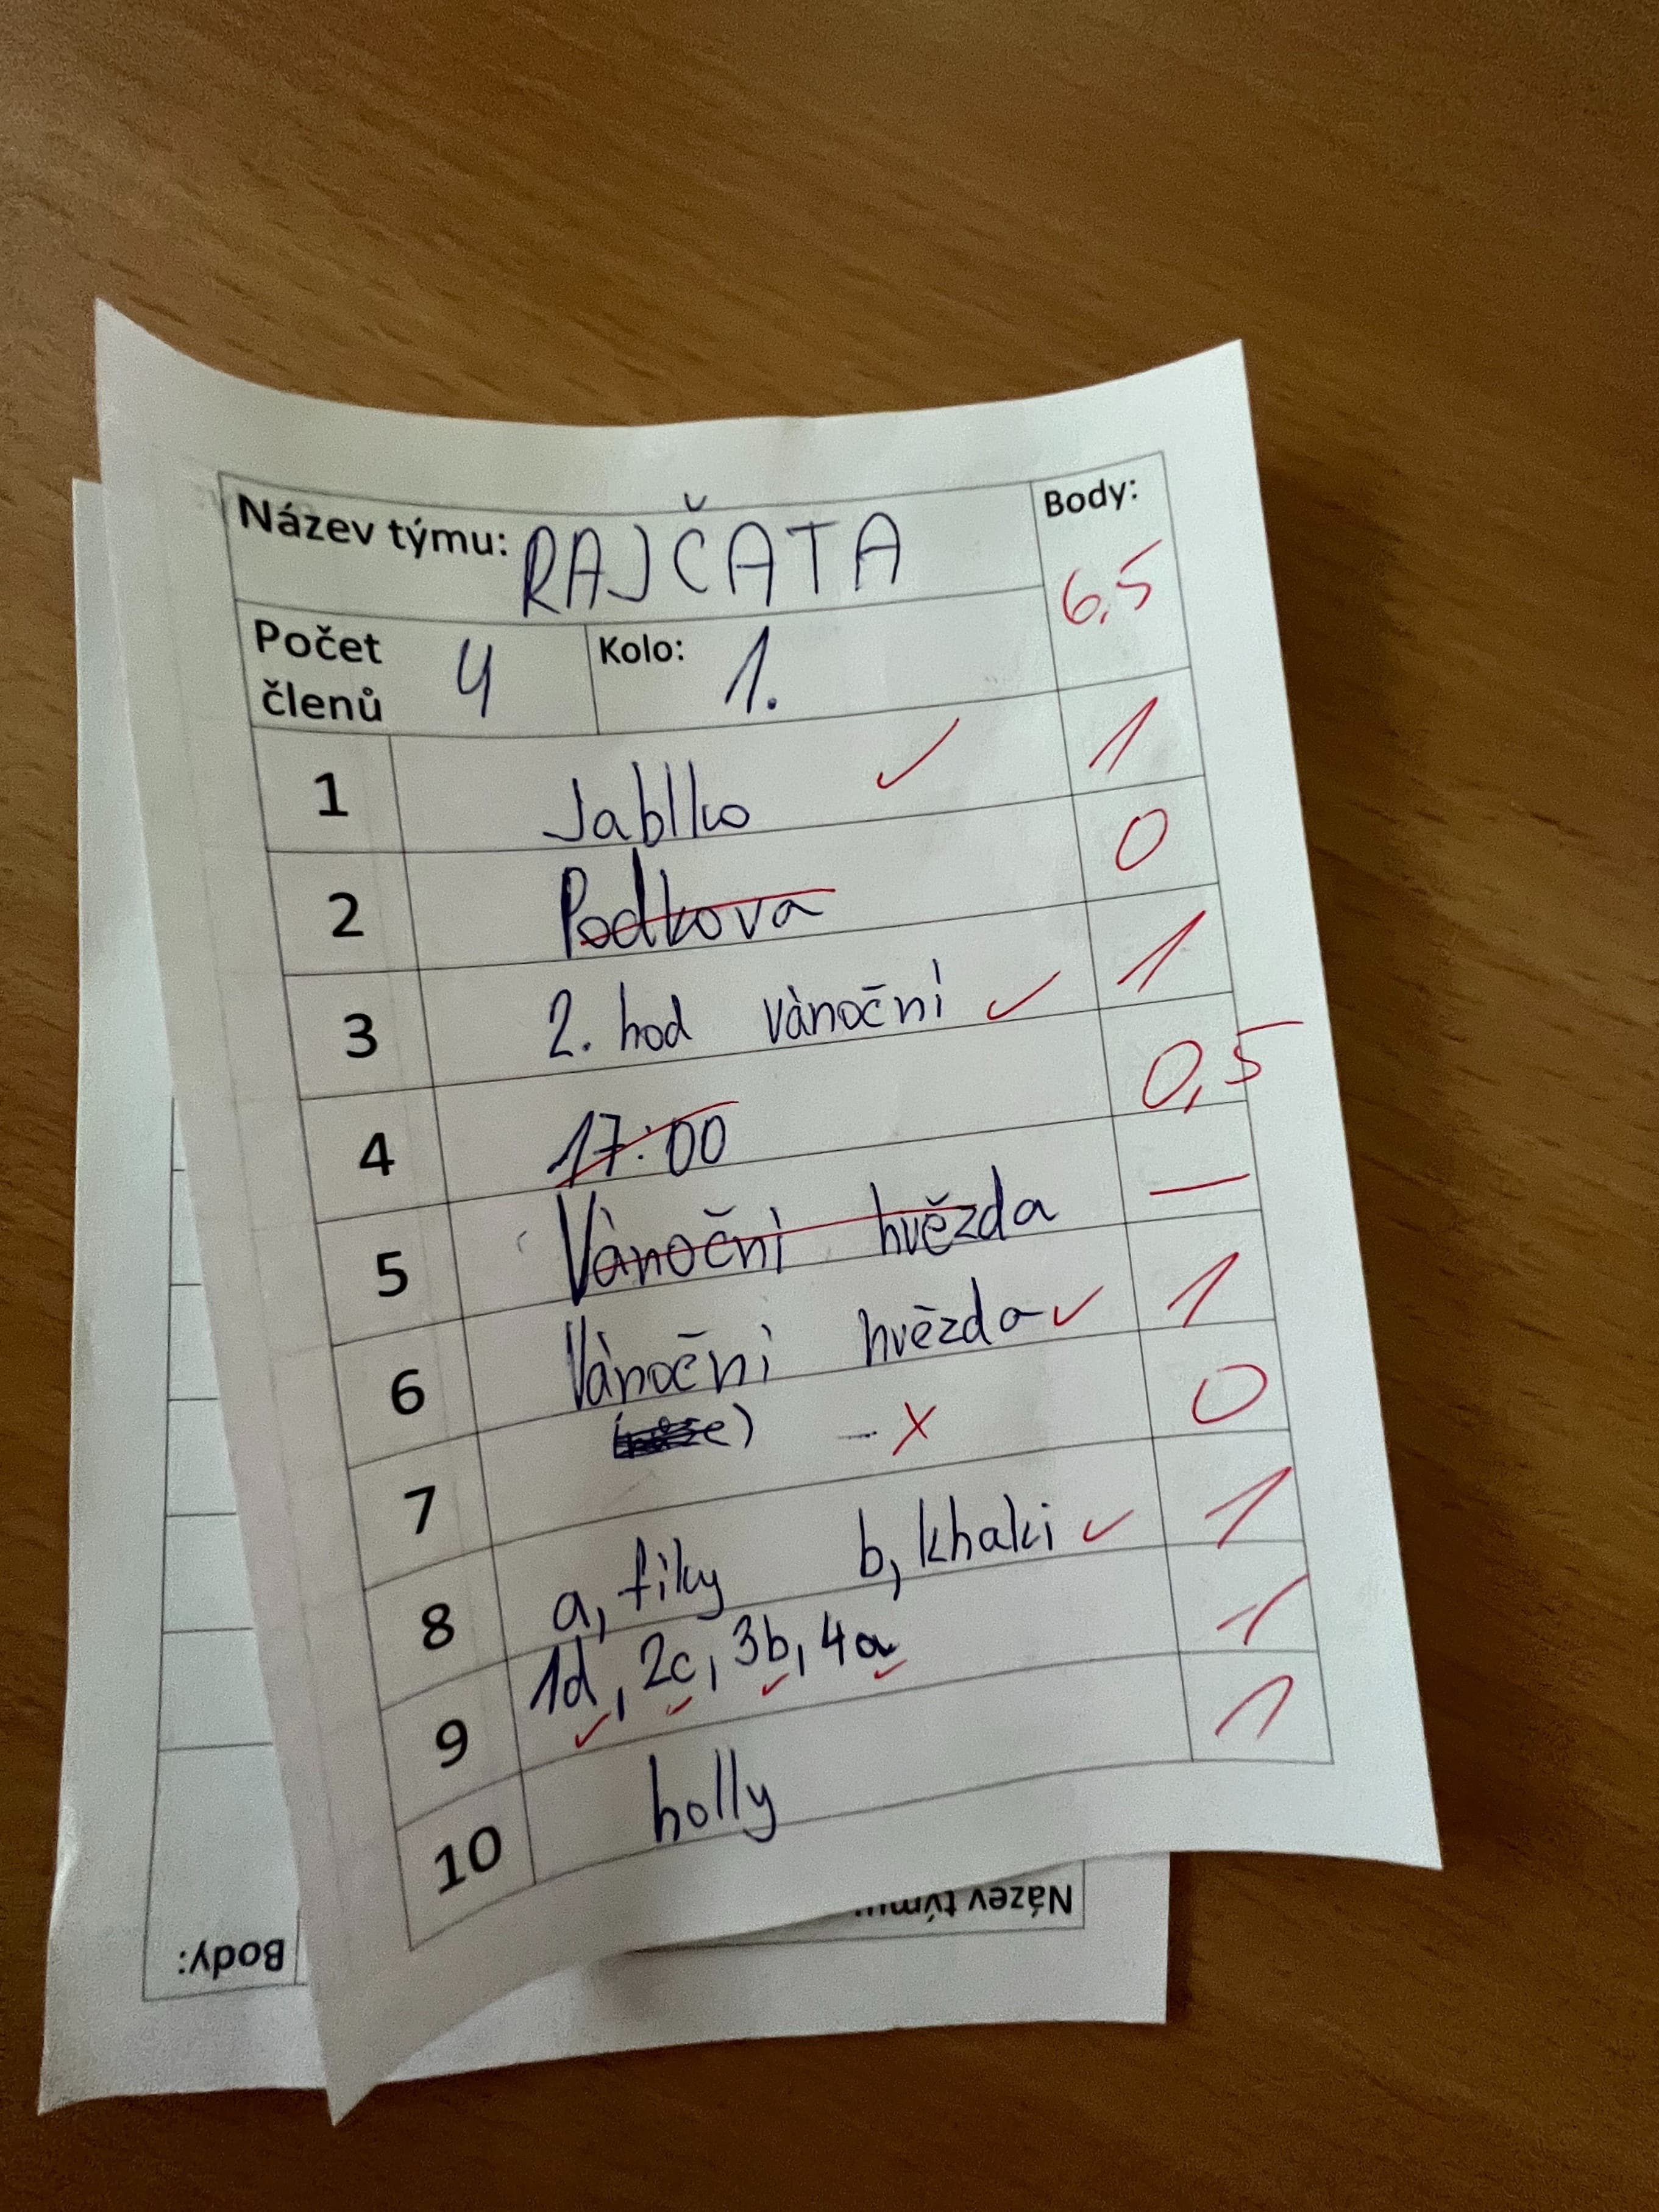 Název týmu: RAJČATA Body:
6,5
Počet členů 4 Kolo: 1.
1 Jablko ✓ 1
2 Podkova 0
3 2. hod vánoční ✓ 1
4 17:00 0,5
5 Vánoční hvězda —
6 Vánoční hvězda ✓ 1
7 - X 0
8 a, fíky b, khaki ✓ 1
9 1d, 2c, 3b, 4a 1
10 holly 1
Název týmu:
Body: